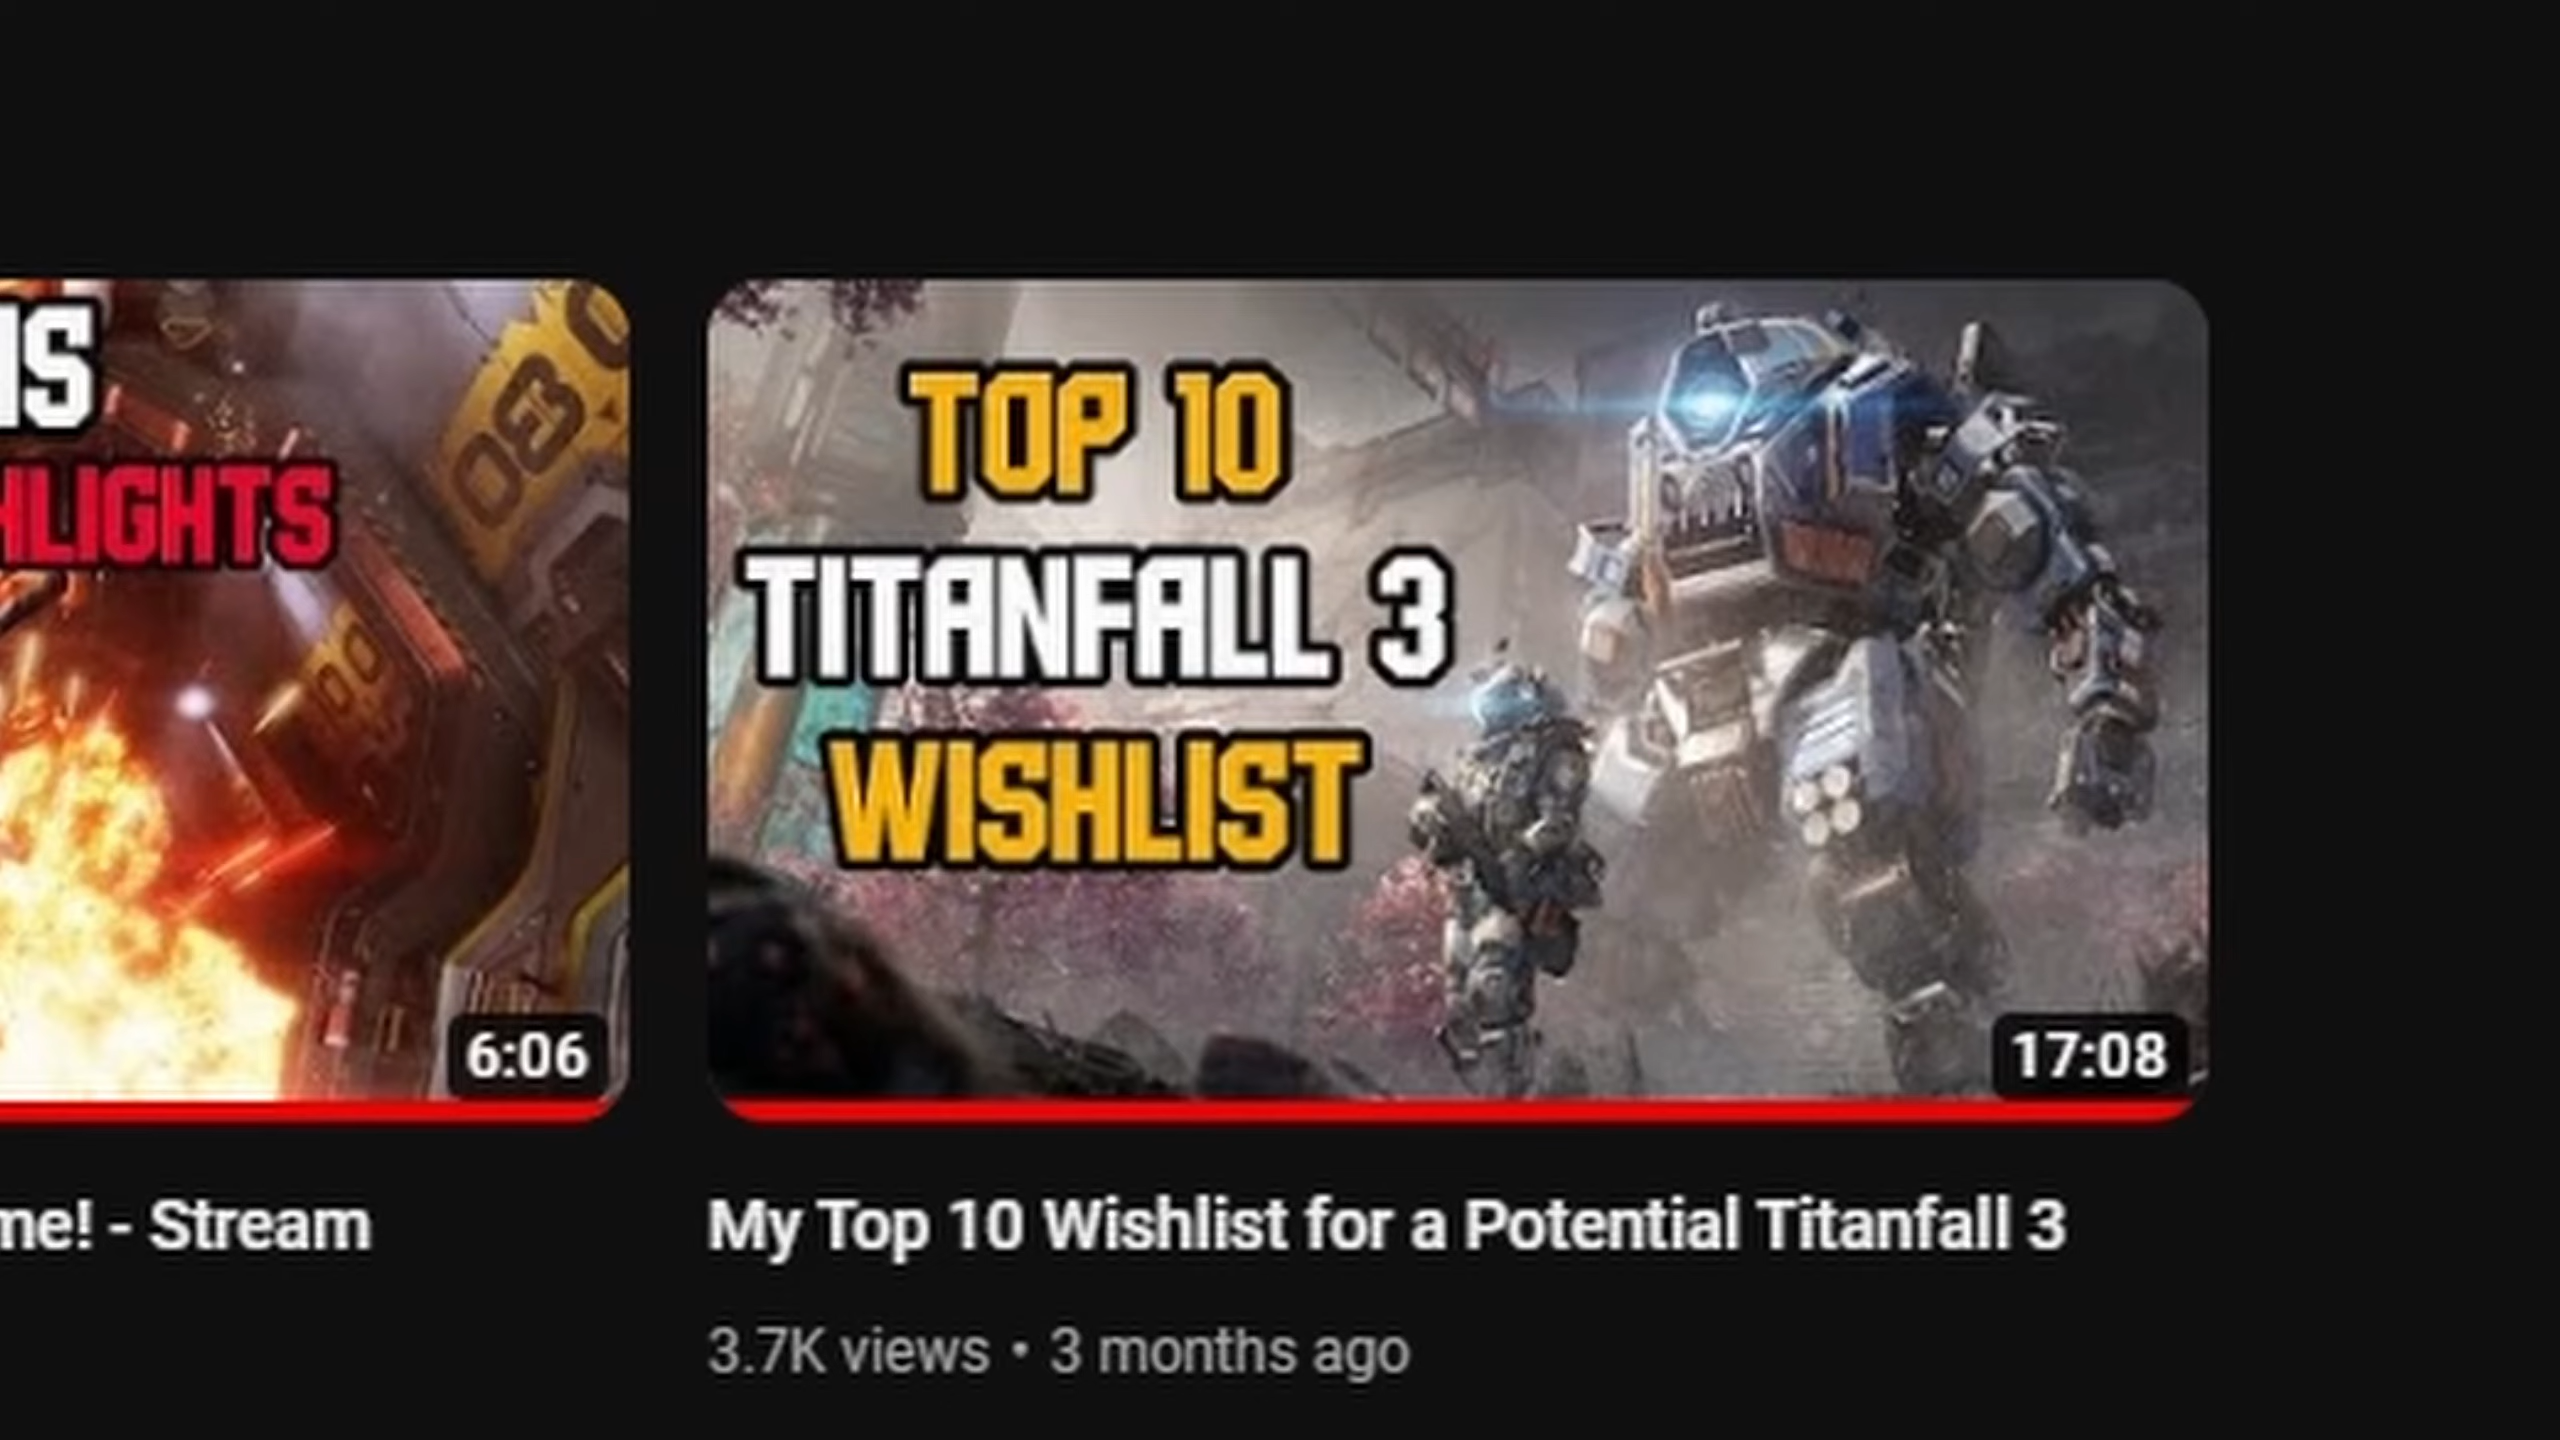 HLIGHTS
6:06
me! - Stream
TOP 10
TITANFALL 3
WISHLIST
17:08
My Top 10 Wishlist for a Potential Titanfall 3
3.7K views • 3 months ago